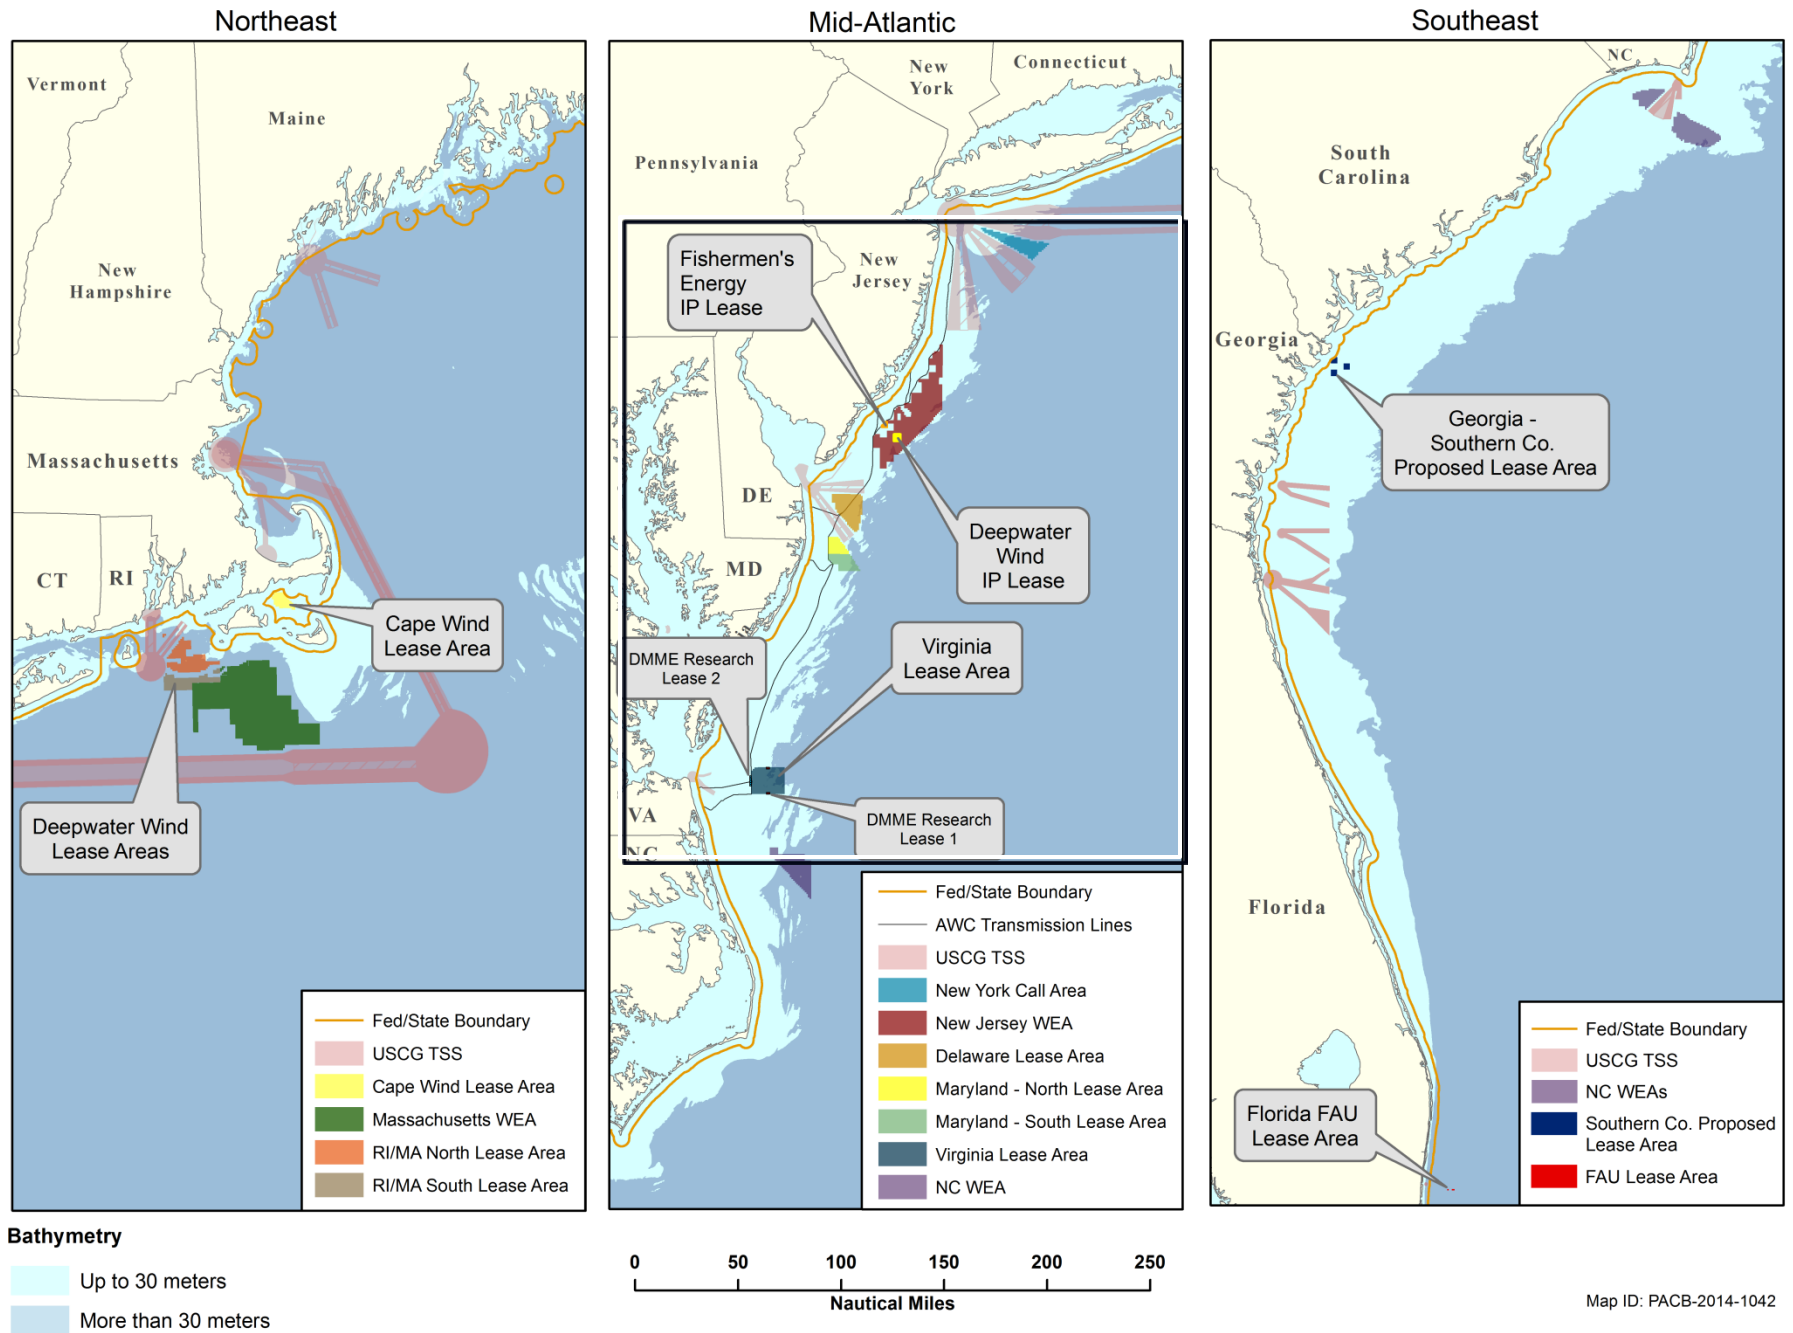 Northeast
Mid-Atlantic
Southeast
Vermont
Maine
New
Hampshire
Massachusetts
CT
RI
Cape Wind
Lease Area
Deepwater Wind
Lease Areas
Fed/State Boundary
USCG TSS
Cape Wind Lease Area
Massachusetts WEA
RI/MA North Lease Area
RI/MA South Lease Area
New
York
Connecticut
Pennsylvania
Fishermen's
Energy
IP Lease
New
Jersey
DE
MD
Deepwater
Wind
IP Lease
DMME Research
Lease 2
Virginia
Lease Area
VA
DMME Research
Lease 1
NC
Fed/State Boundary
AWC Transmission Lines
USCG TSS
New York Call Area
New Jersey WEA
Delaware Lease Area
Maryland - North Lease Area
Maryland - South Lease Area
Virginia Lease Area
NC WEA
NC
South
Carolina
Georgia
Georgia -
Southern Co.
Proposed Lease Area
Florida
Florida FAU
Lease Area
Fed/State Boundary
USCG TSS
NC WEAs
Southern Co. Proposed
Lease Area
FAU Lease Area
Bathymetry
Up to 30 meters
More than 30 meters
0 50 100 150 200 250
Nautical Miles
Map ID: PACB-2014-1042